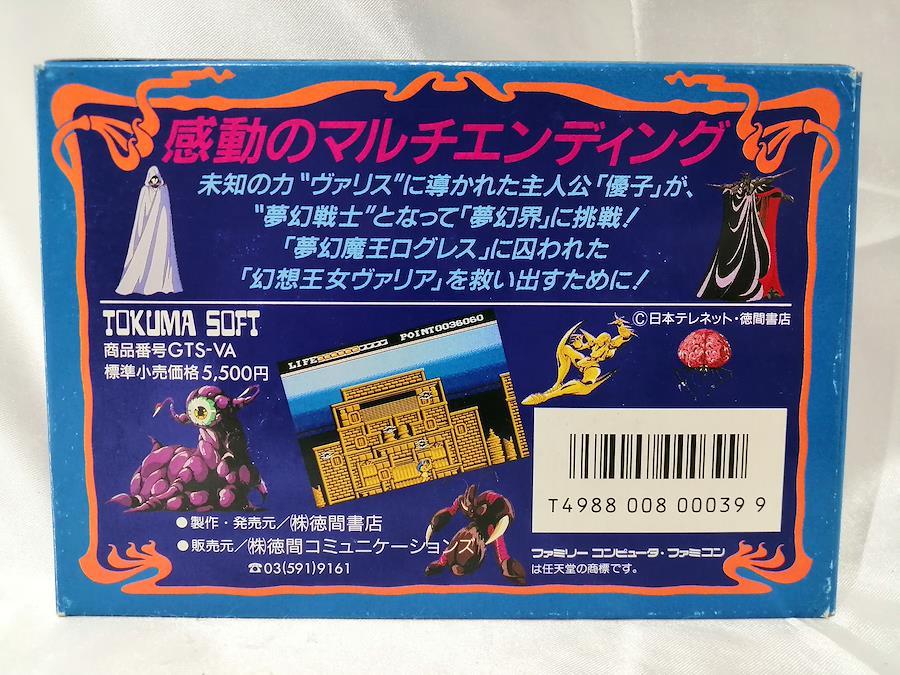 感動のマルチエンディング
未知の力“ヴァリス”に導かれた主人公「優子」が、
“夢幻戦士”となって「夢幻界」に挑戦！
「夢幻魔王ログレス」に囚われた
「幻想王女ヴァリア」を救い出すために！
TOKUMA SOFT
商品番号GTS-VA
標準小売価格5,500円
LIFE
POINT0036060
©日本テレネット・徳間書店
T4988 008 00039 9
●製作・発売元／㈱徳間書店
●販売元／㈱徳間コミュニケーションズ
☎03(591)9161
ファミリーコンピュータ・ファミコン
は任天堂の商標です。